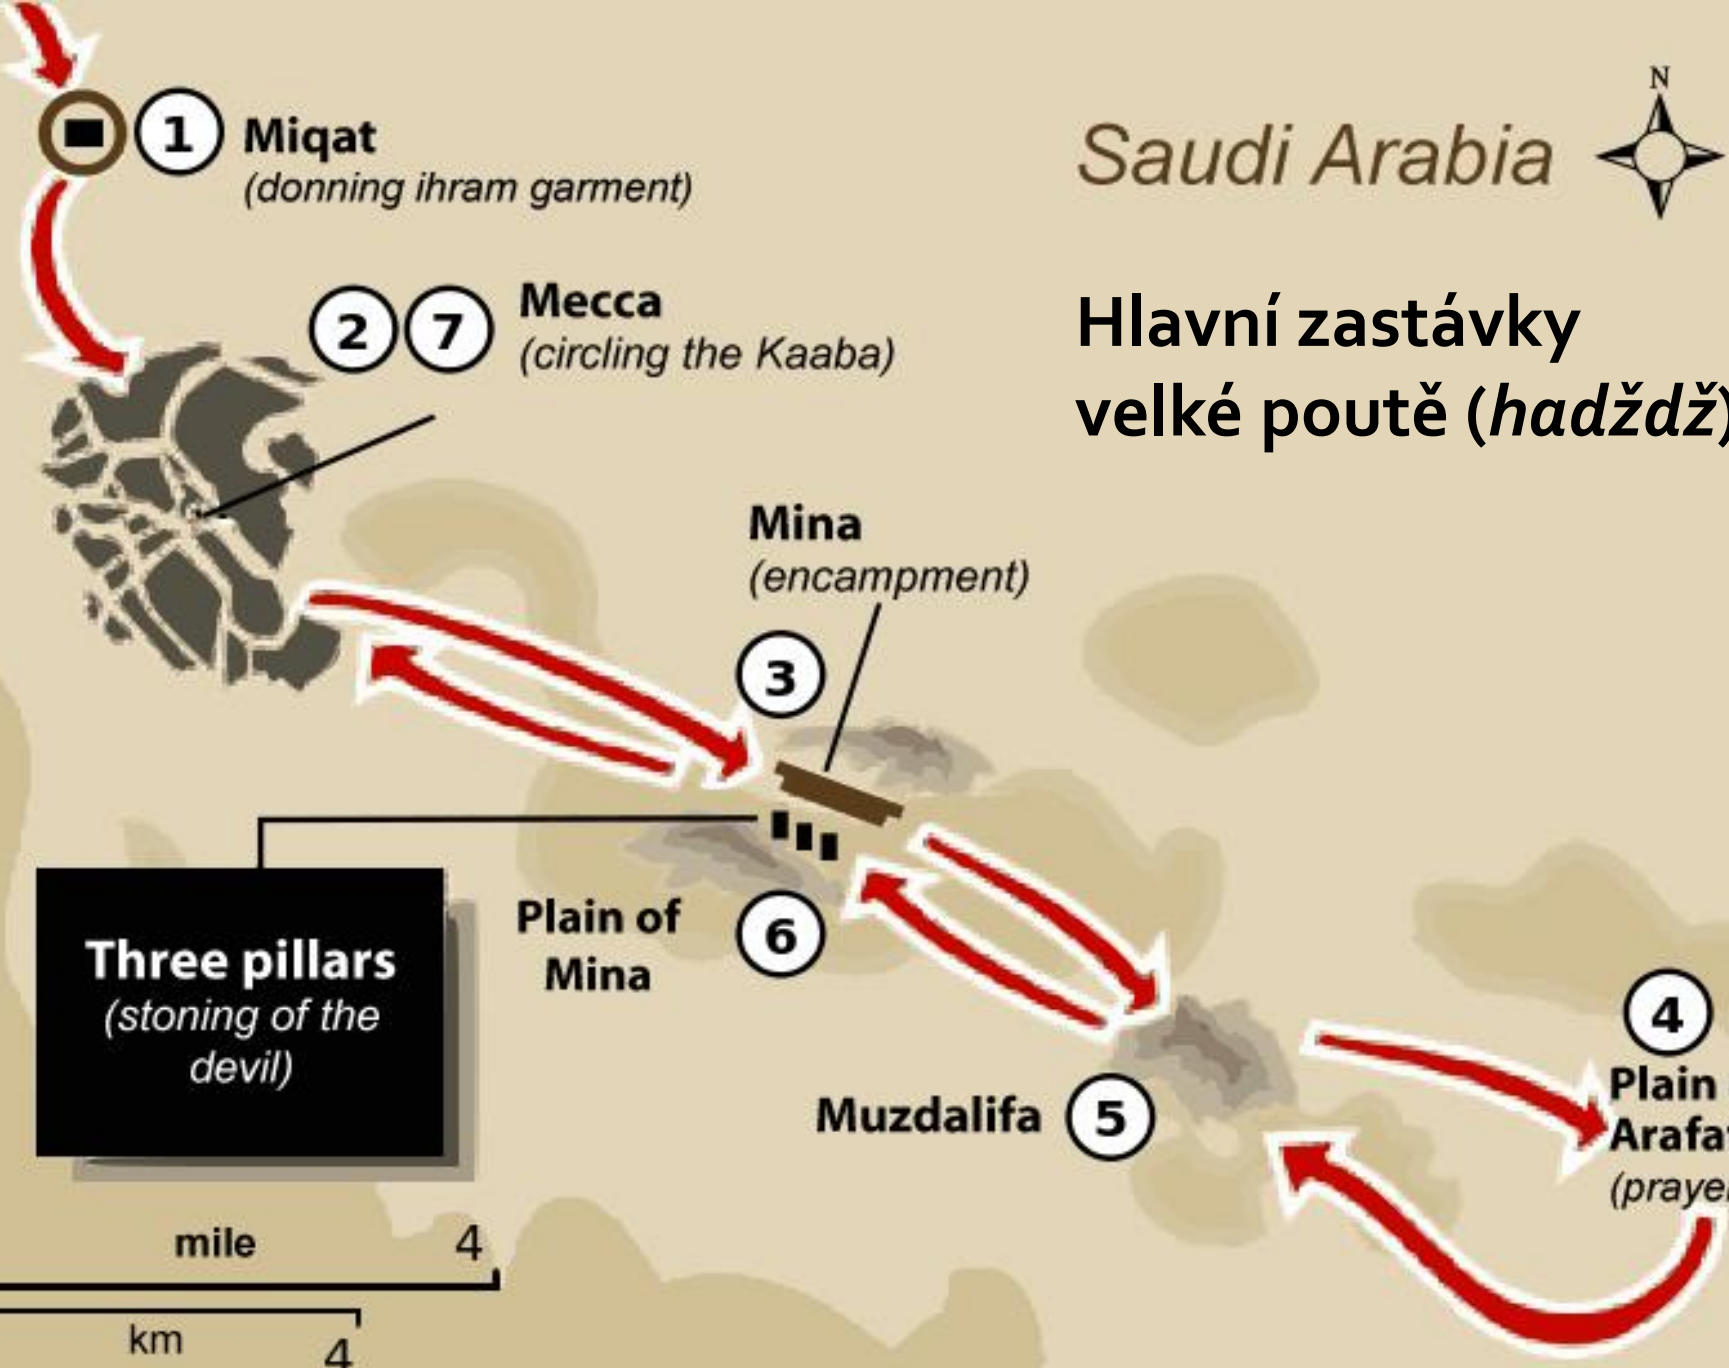 N
Saudi Arabia
1
Miqat
(donning ihram garment)
Hlavní zastávky
velké poutě (hadždž)
2 7
Mecca
(circling the Kaaba)
Mina
(encampment)
3
Three pillars
(stoning of the
devil)
Plain of
Mina
6
4
Plain
Muzdalifa
5
mile
4
km
4